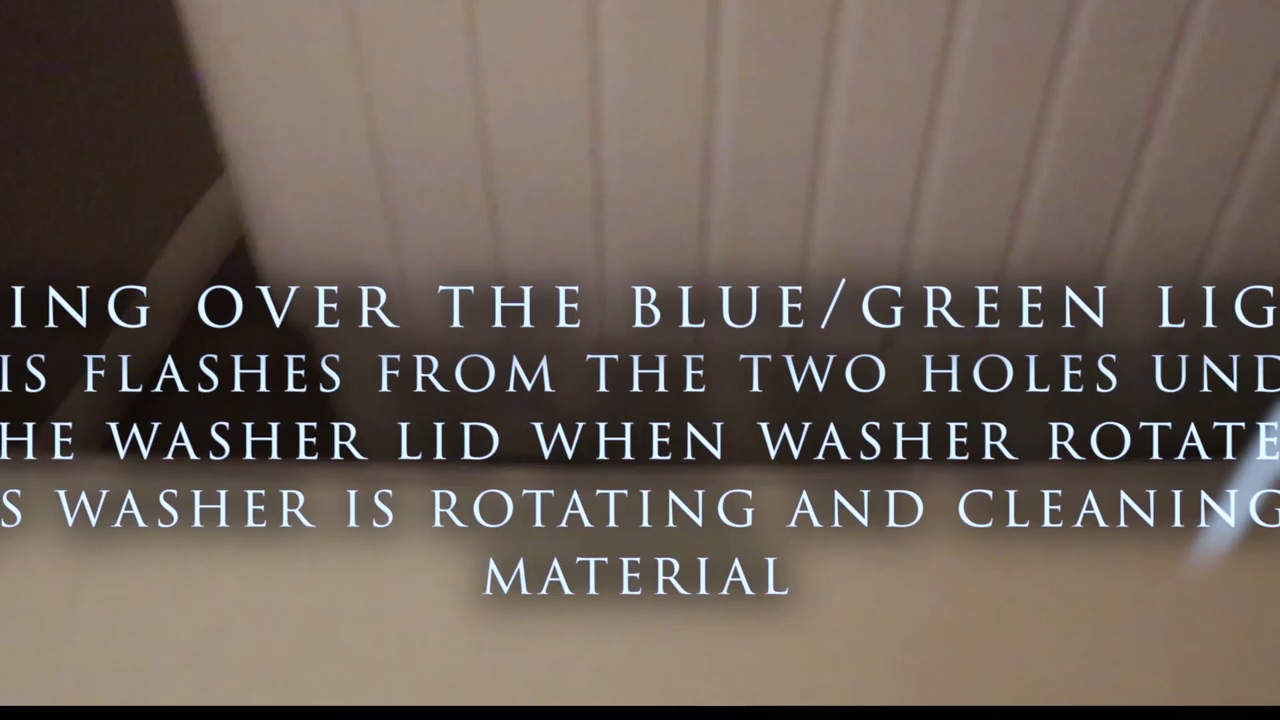 ING OVER THE BLUE/GREEN LIG
IS FLASHES FROM THE TWO HOLES UND
HE WASHER LID WHEN WASHER ROTATE
S WASHER IS ROTATING AND CLEANING
MATERIAL